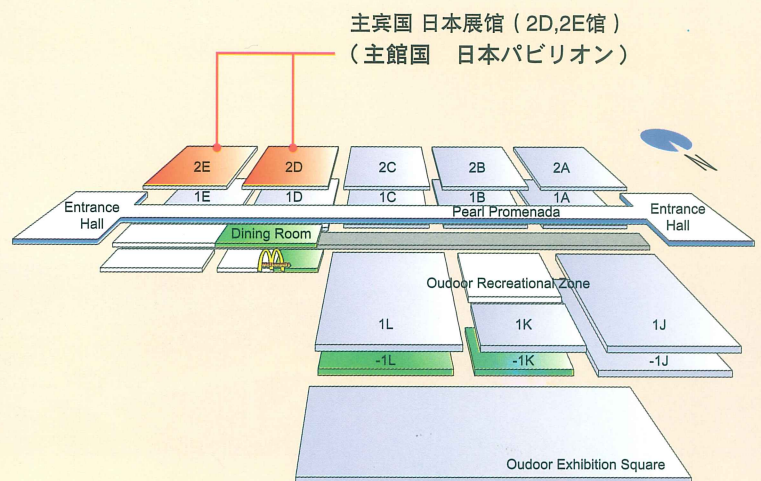 主宾国 日本展馆（2D,2E馆）
（主館国　日本パビリオン）
N
2E
2D
2C
2B
2A
1E
1D
1C
1B
1A
Entrance
Hall
Pearl Promenada
Entrance
Hall
Dining Room
Oudoor Recreational Zone
1L
1K
1J
-1L
-1K
-1J
Oudoor Exhibition Square